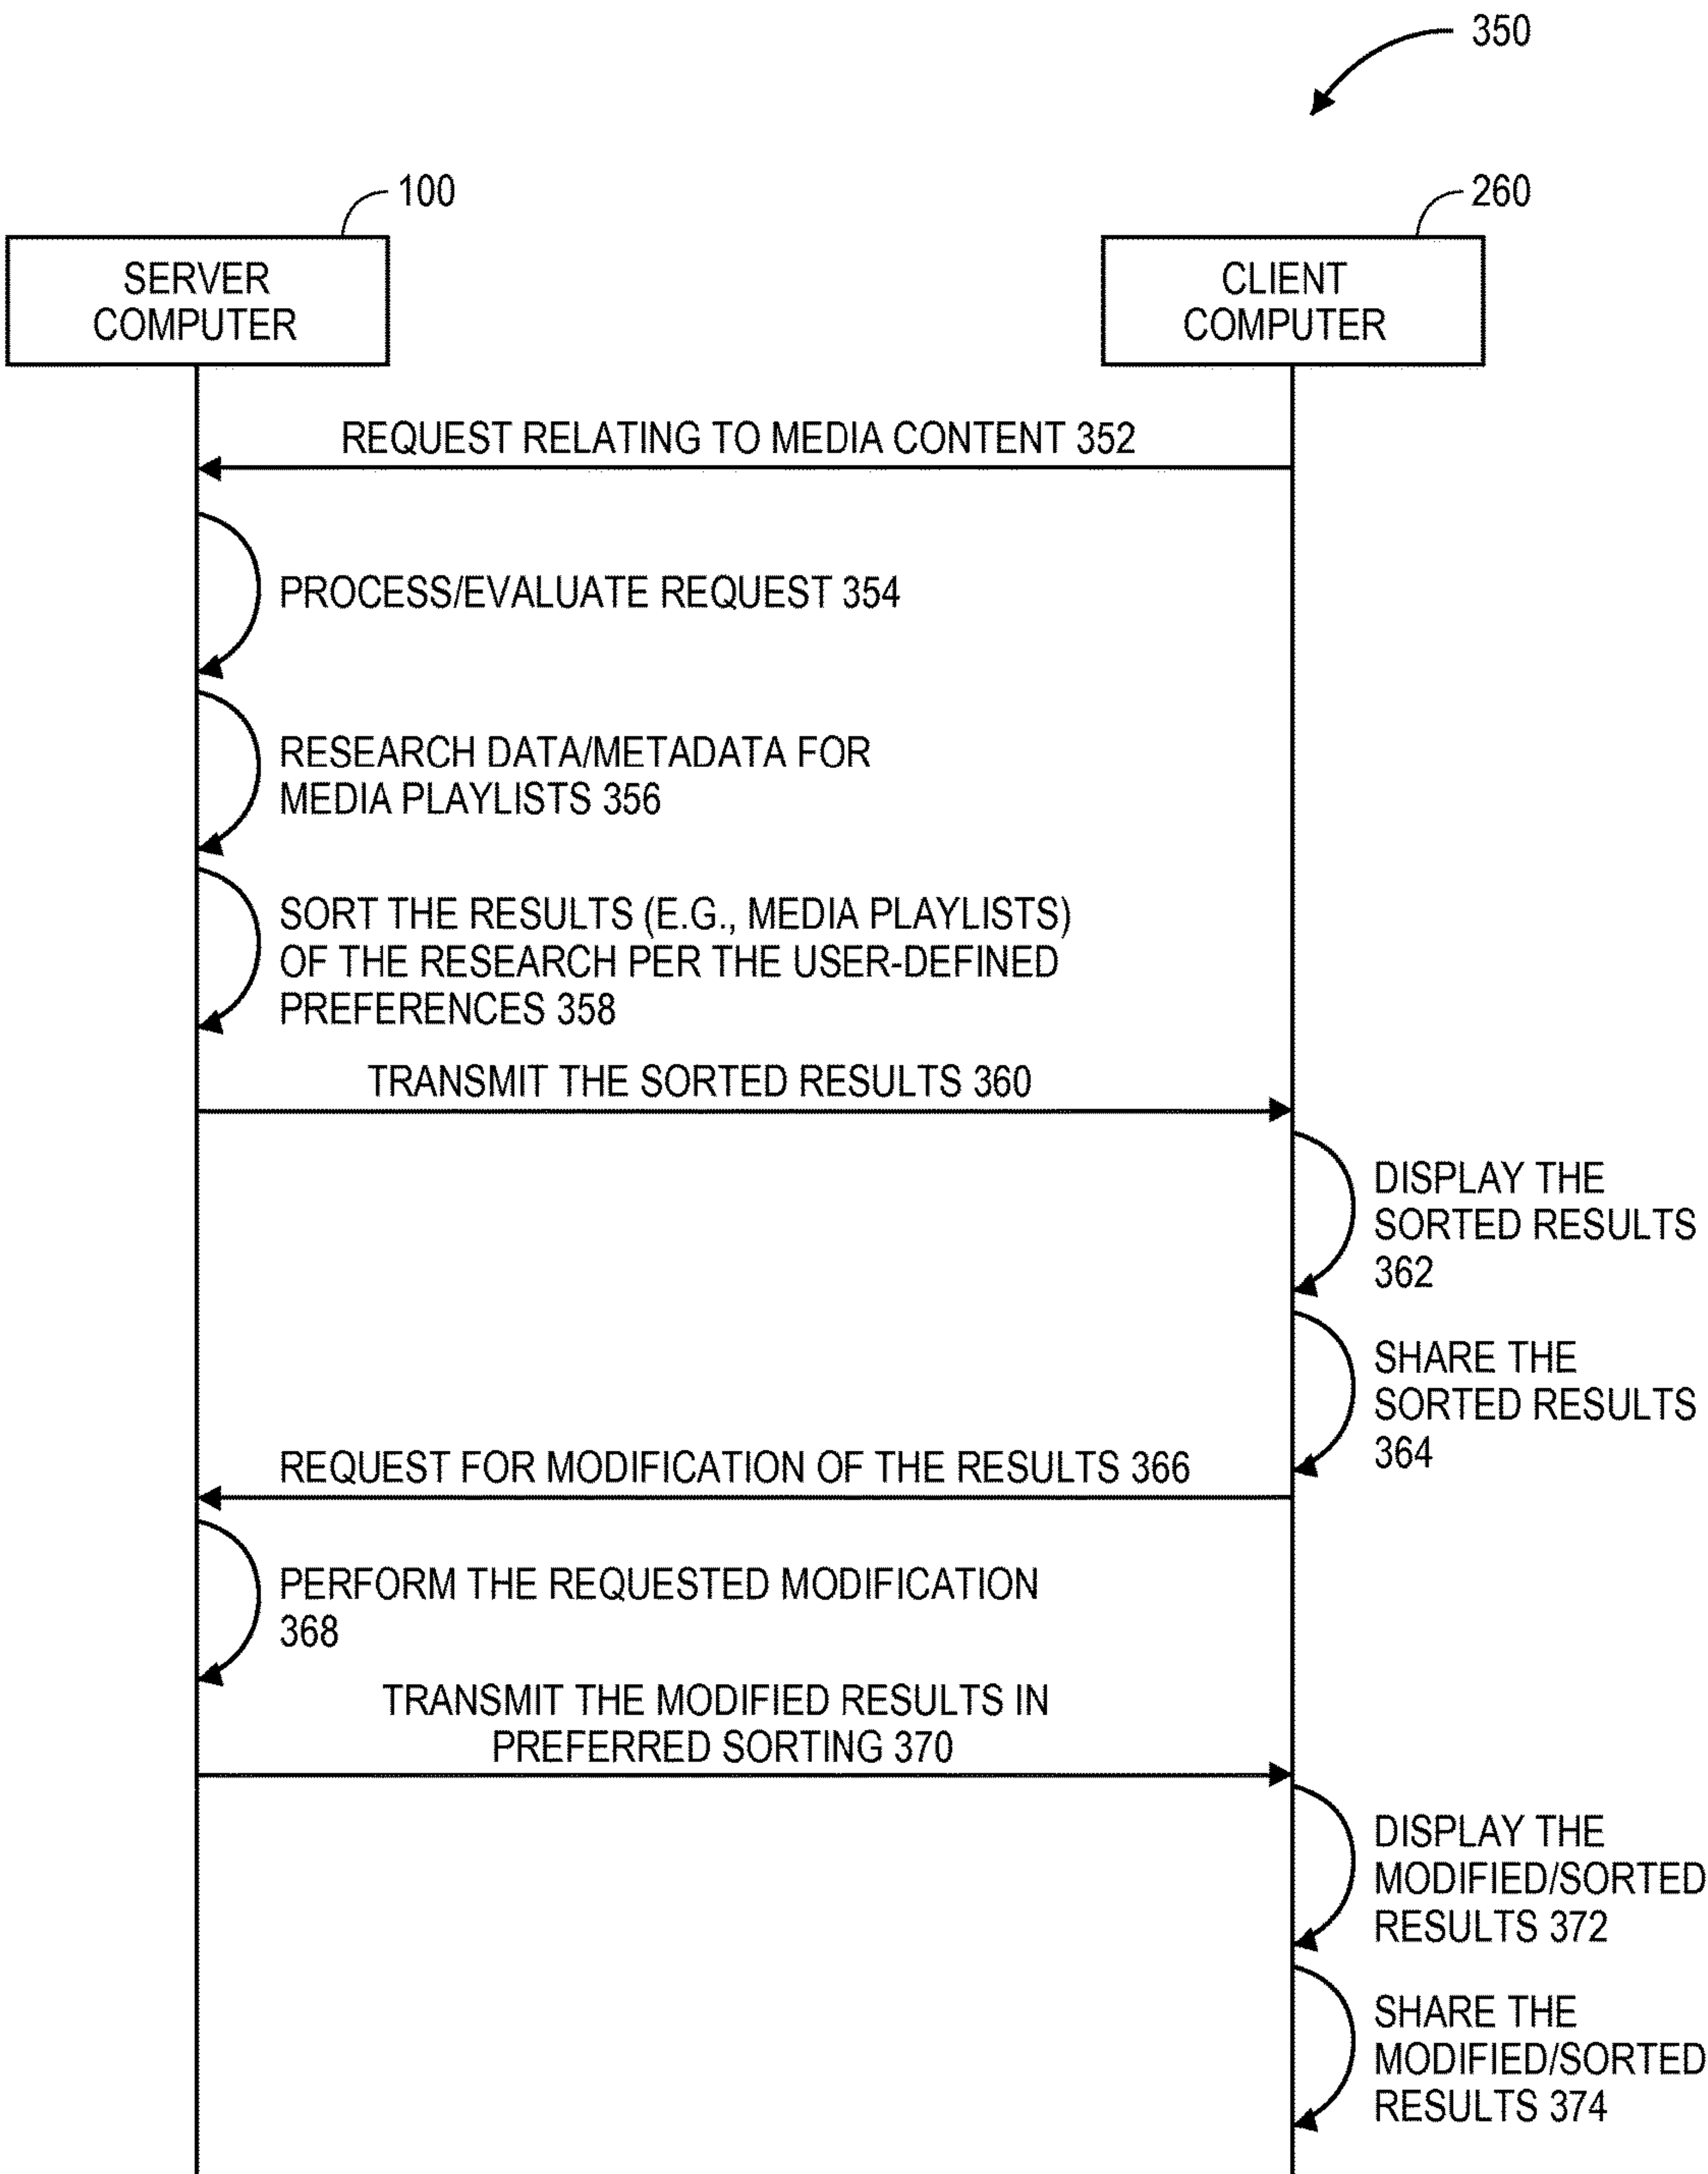 350
100
260
SERVER
COMPUTER
CLIENT
COMPUTER
REQUEST RELATING TO MEDIA CONTENT 352
PROCESS/EVALUATE REQUEST 354
RESEARCH DATA/METADATA FOR
MEDIA PLAYLISTS 356
SORT THE RESULTS (E.G., MEDIA PLAYLISTS)
OF THE RESEARCH PER THE USER-DEFINED
PREFERENCES 358
TRANSMIT THE SORTED RESULTS 360
DISPLAY THE
SORTED RESULTS
362
SHARE THE
SORTED RESULTS
364
REQUEST FOR MODIFICATION OF THE RESULTS 366
PERFORM THE REQUESTED MODIFICATION
368
TRANSMIT THE MODIFIED RESULTS IN
PREFERRED SORTING 370
DISPLAY THE
MODIFIED/SORTED
RESULTS 372
SHARE THE
MODIFIED/SORTED
RESULTS 374